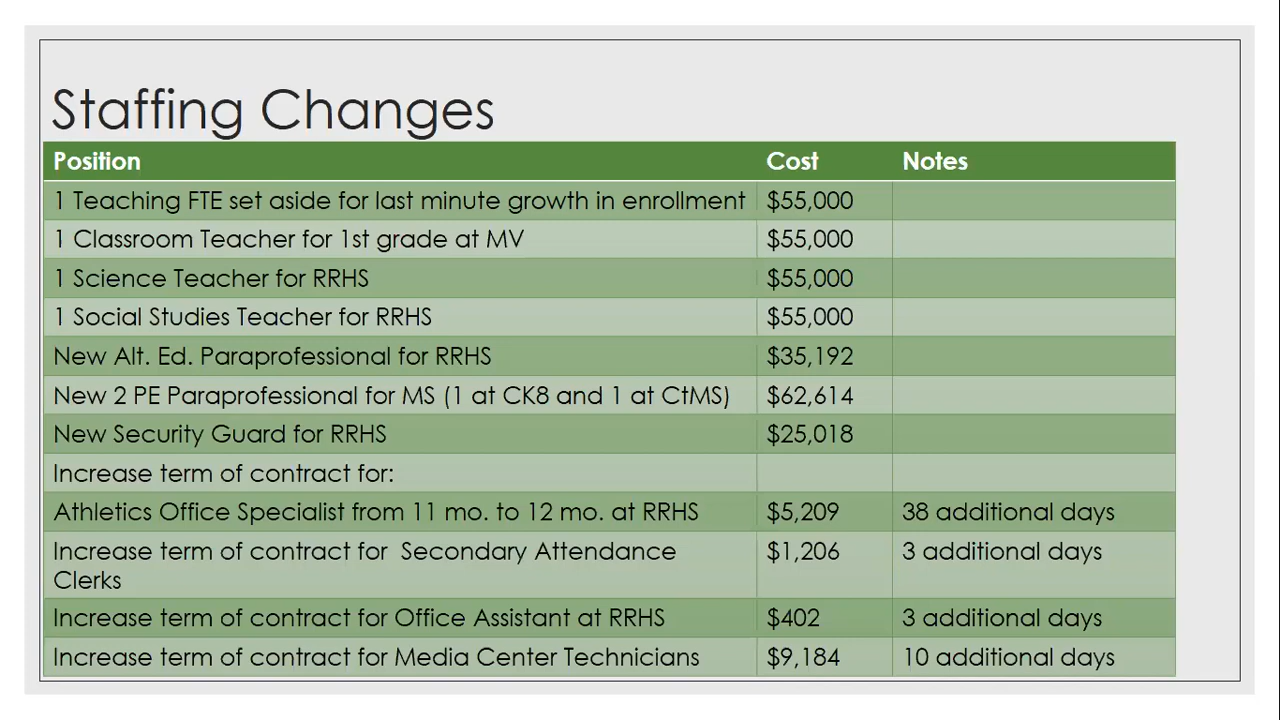 Staffing Changes
Position Cost Notes
1 Teaching FTE set aside for last minute growth in enrollment $55,000
1 Classroom Teacher for 1st grade at MV $55,000
1 Science Teacher for RRHS $55,000
1 Social Studies Teacher for RRHS $55,000
New Alt. Ed. Paraprofessional for RRHS $35,192
New 2 PE Paraprofessional for MS (1 at CK8 and 1 at CtMS) $62,614
New Security Guard for RRHS $25,018
Increase term of contract for:
Athletics Office Specialist from 11 mo. to 12 mo. at RRHS $5,209 38 additional days
Increase term of contract for Secondary Attendance $1,206 3 additional days
Clerks
Increase term of contract for Office Assistant at RRHS $402 3 additional days
Increase term of contract for Media Center Technicians $9,184 10 additional days